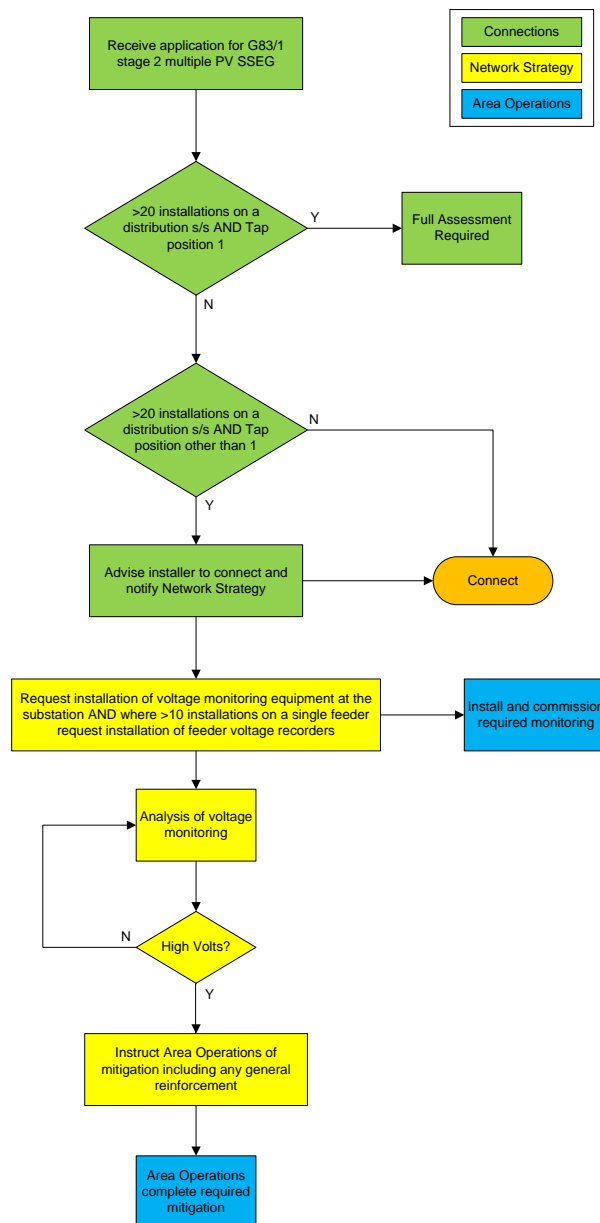 Receive application for G83/1
stage 2 multiple PV SSEG
Connections
Network Strategy
Area Operations
>20 installations on a
distribution s/s AND Tap
position 1
Y
Full Assessment
Required
N
>20 installations on a
distribution s/s AND Tap
position other than 1
N
Y
Advise installer to connect and
notify Network Strategy
Connect
Request installation of voltage monitoring equipment at the
substation AND where >10 installations on a single feeder
request installation of feeder voltage recorders
Install and commission
required monitoring
Analysis of voltage
monitoring
N
High Volts?
Y
Instruct Area Operations of
mitigation including any general
reinforcement
Area Operations
complete required
mitigation